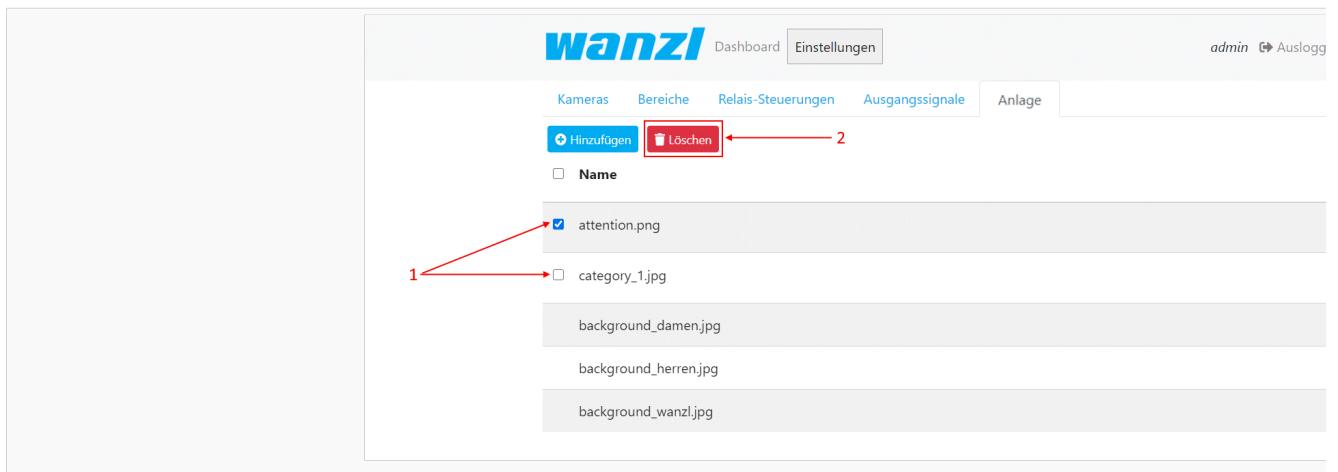 wanzl Dashboard Einstellungen admin Auslogg
Kameras Bereiche Relais-Steuerungen Ausgangssignale Anlage
Hinzufügen Löschen 2
Name
attention.png
1
category_1.jpg
background_damen.jpg
background_herren.jpg
background_wanzl.jpg